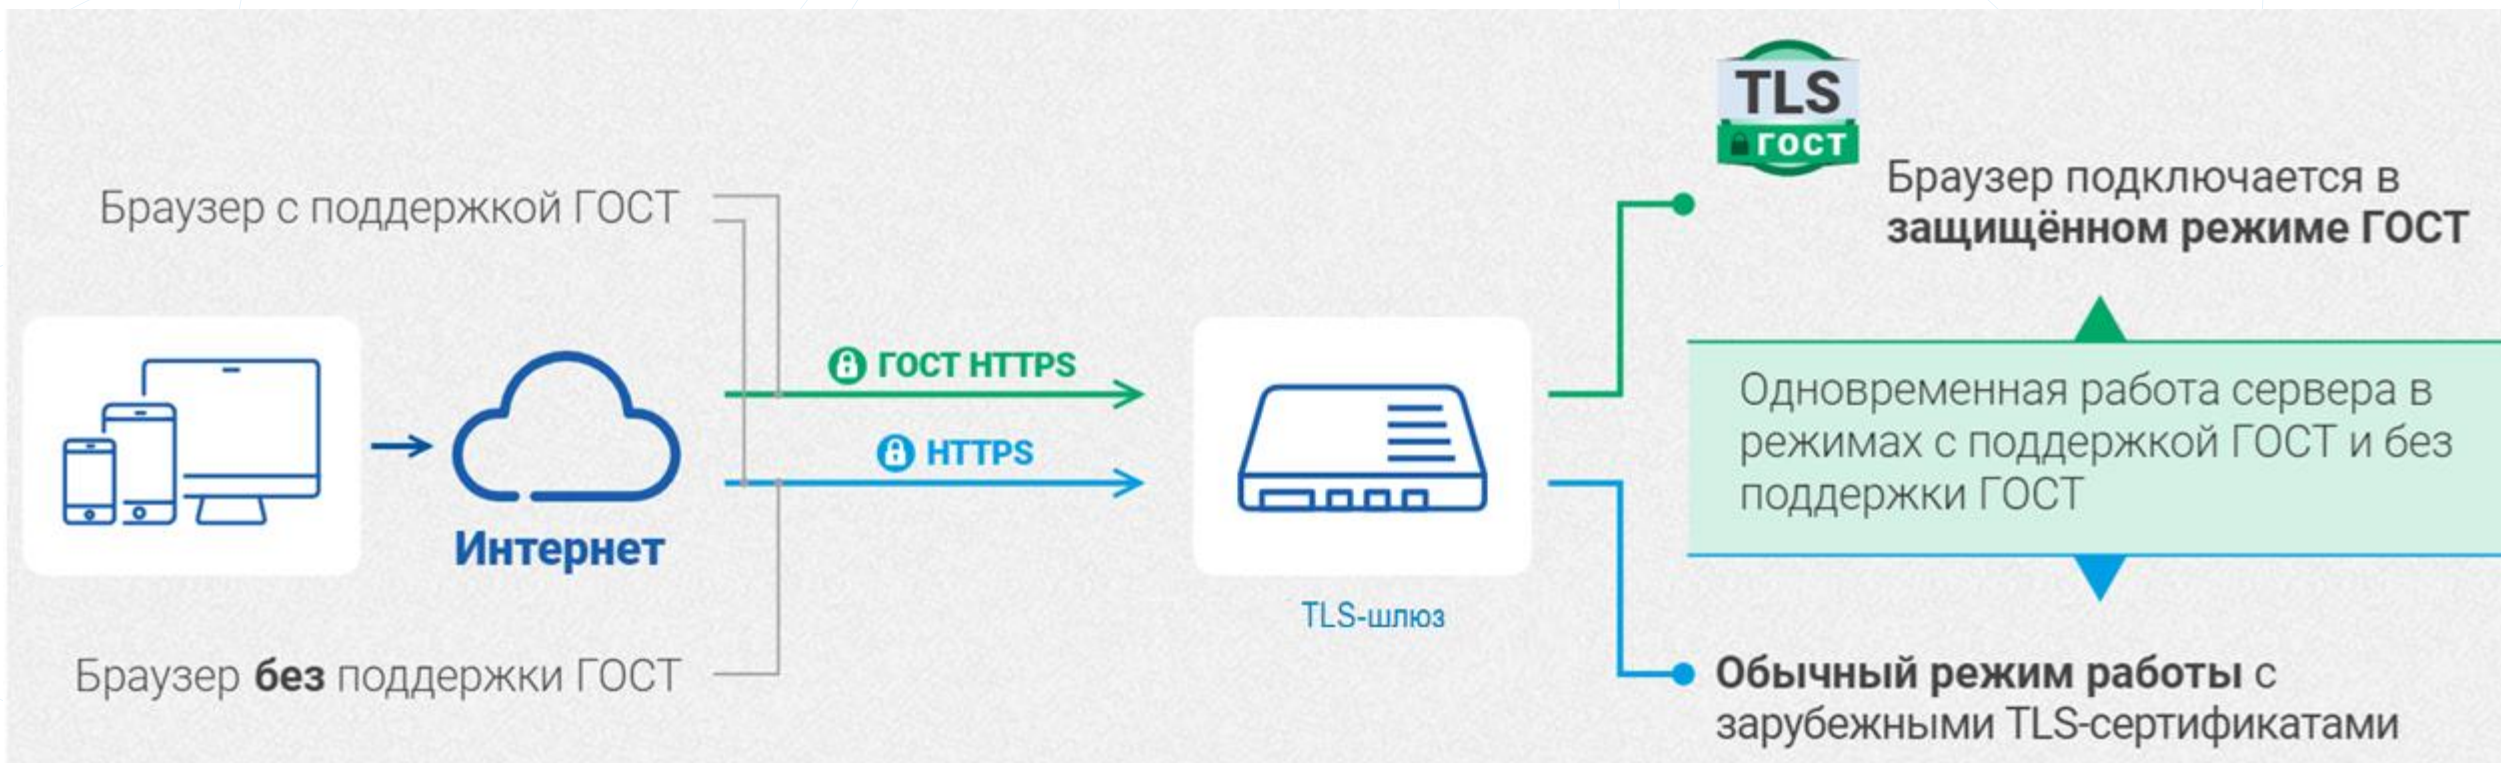 TLS
ГОСТ
Браузер подключается в
защищённом режиме ГОСТ
Браузер с поддержкой ГОСТ
ГОСТ HTTPS
HTTPS
Интернет
TLS-шлюз
Одновременная работа сервера в
режимах с поддержкой ГОСТ и без
поддержки ГОСТ
Браузер без поддержки ГОСТ
Обычный режим работы с
зарубежными TLS-сертификатами